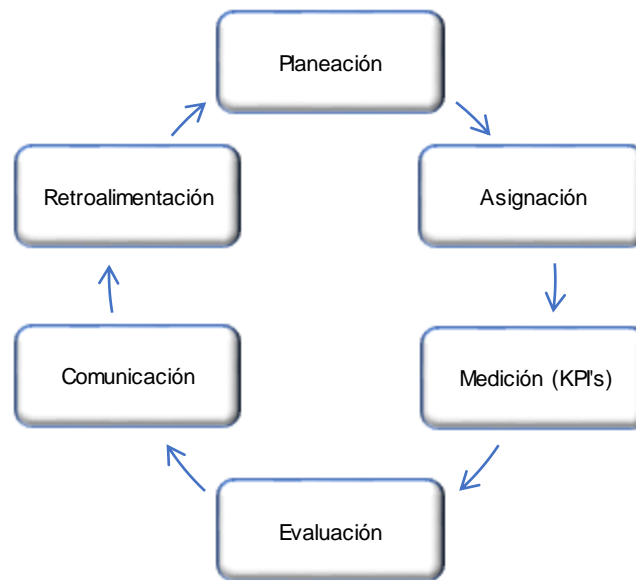 Planeación
Asignación
Medición (KPI's)
Evaluación
Comunicación
Retroalimentación